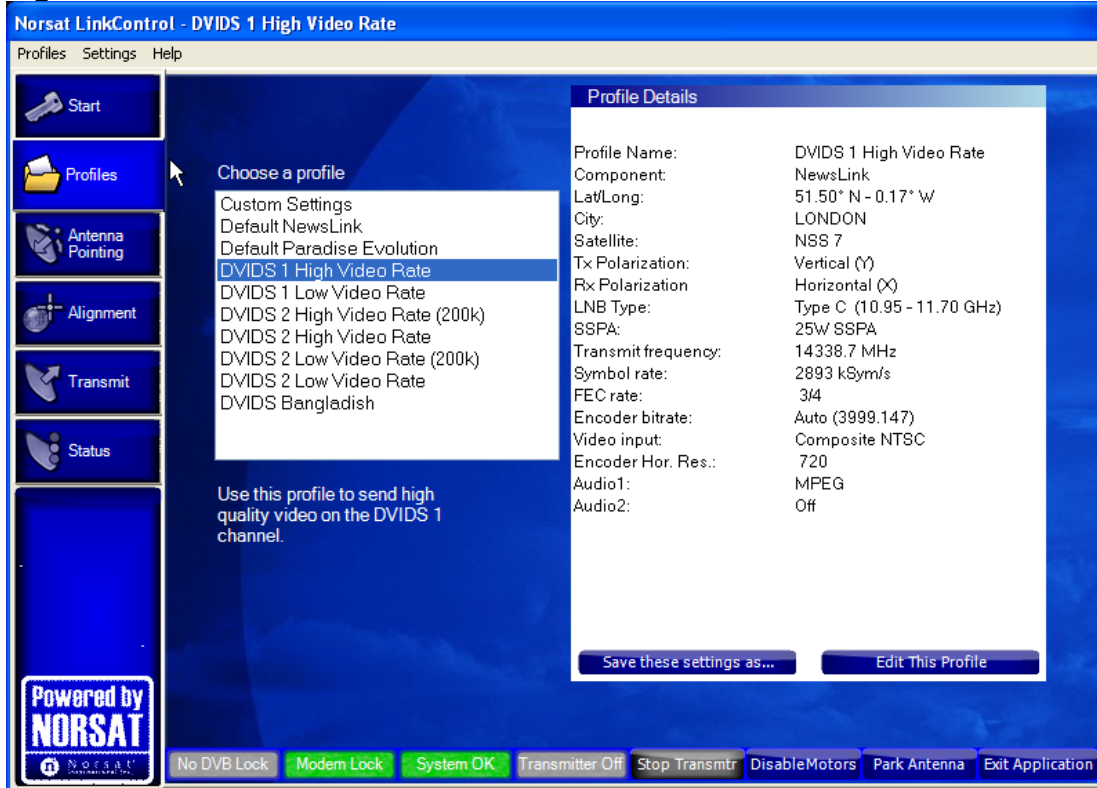 Norsat LinkControl - DVIDS 1 High Video Rate
Profiles Settings Help
Start
Profiles
Antenna
Pointing
Alignment
Transmit
Status
Powered by
NORSAT
Norsat
Choose a profile
Custom Settings
Default NewsLink
Default Paradise Evolution
DVIDS 1 High Video Rate
DVIDS 1 Low Video Rate
DVIDS 2 High Video Rate (200k)
DVIDS 2 High Video Rate
DVIDS 2 Low Video Rate (200k)
DVIDS 2 Low Video Rate
DVIDS Bangladish
Use this profile to send high
quality video on the DVIDS 1
channel.
Profile Details
Profile Name: DVIDS 1 High Video Rate
Component: NewsLink
Lat/Long: 51.50° N - 0.17° W
City: LONDON
Satellite: NSS 7
Tx Polarization: Vertical (Y)
Rx Polarization Horizontal (X)
LNB Type: Type C (10.95 - 11.70 GHz)
SSPA: 25W SSPA
Transmit frequency: 14338.7 MHz
Symbol rate: 2893 kSym/s
FEC rate: 3/4
Encoder bitrate: Auto (3999.147)
Video input: Composite NTSC
Encoder Hor. Res.: 720
Audio1: MPEG
Audio2: Off
Save these settings as... Edit This Profile
No DVB Lock Modem Lock System OK Transmitter Off Stop Transmtr DisableMotors Park Antenna Exit Application